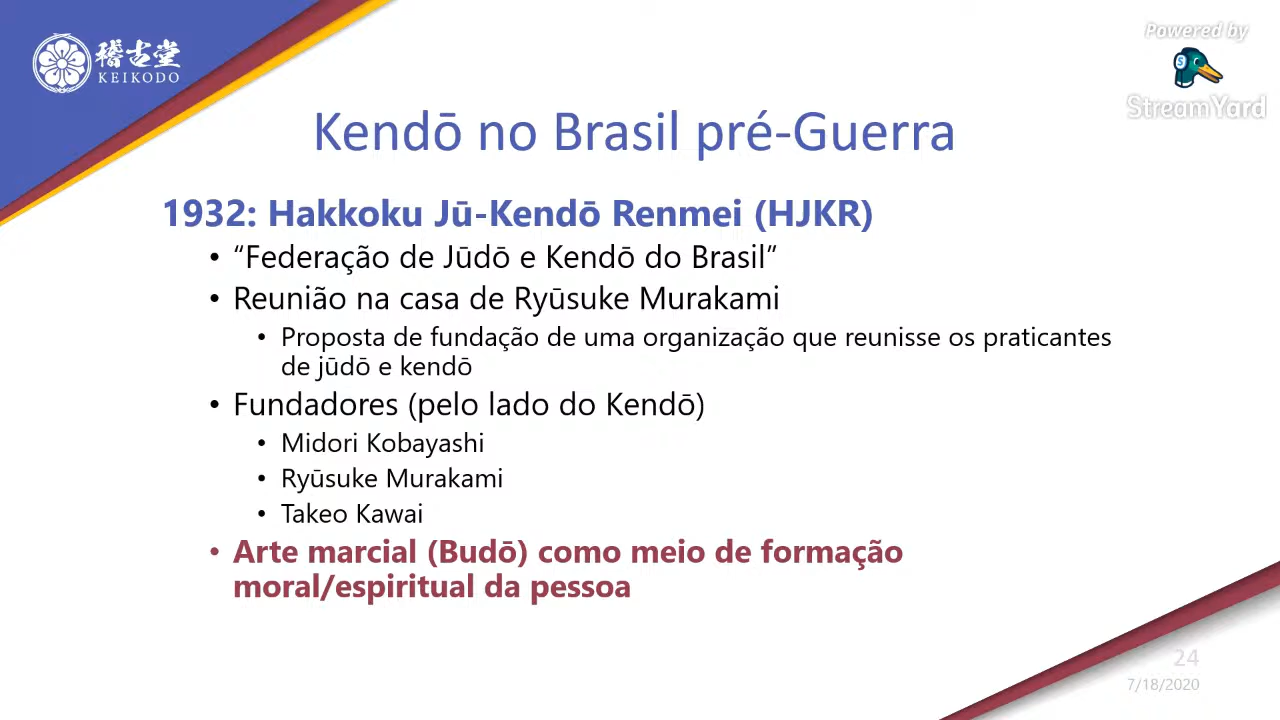 稽古堂
KEIKODO
Powered by
StreamYard
Kendō no Brasil pré-Guerra
1932: Hakkoku Jū-Kendō Renmei (HJKR)
• “Federação de Jūdō e Kendō do Brasil”
• Reunião na casa de Ryūsuke Murakami
• Proposta de fundação de uma organização que reunisse os praticantes
de jūdō e kendō
• Fundadores (pelo lado do Kendō)
• Midori Kobayashi
• Ryūsuke Murakami
• Takeo Kawai
• Arte marcial (Budō) como meio de formação
moral/espiritual da pessoa
24
7/18/2020